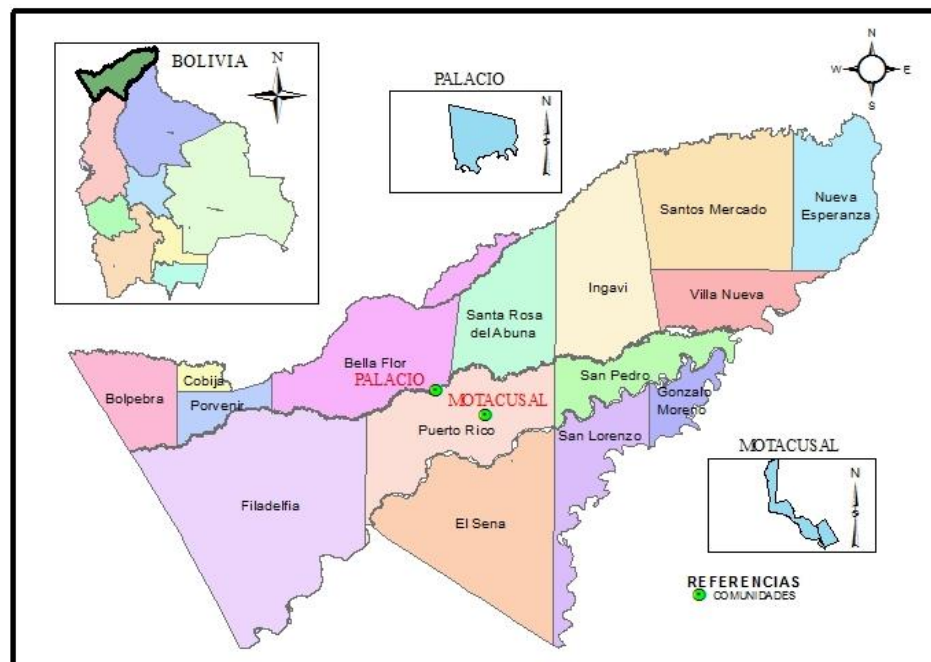 BOLIVIA
N
PALACIO
N
S
N
W
E
S
Santos Mercado
Nueva
Esperanza
Ingavi
Villa Nueva
Santa Rosa
del Abuna
Bella Flor
PALACIO
San Pedro
Gonzalo
Moreno
Cobija
Bolpebra
Porvenir
MOTACUSAL
Puerto Rico
San Lorenzo
Filadelfia
El Sena
MOTACUSAL
N
S
REFERENCIAS
COMUNIDADES